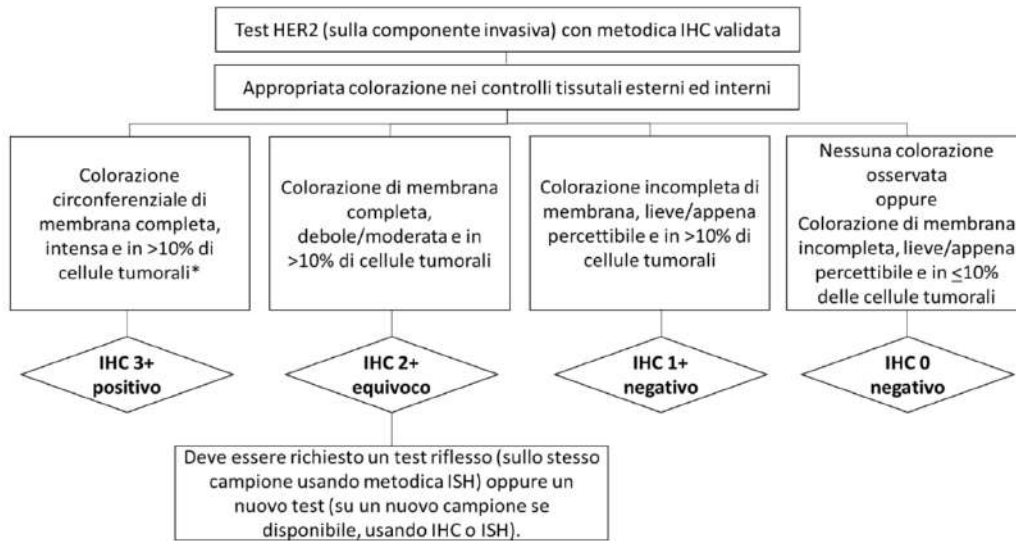 Test HER2 (sulla componente invasiva) con metodica IHC validata
Appropriata colorazione nei controlli tissutali esterni ed interni
Colorazione
circonferenziale di
membrana completa,
intensa e in >10% di
cellule tumorali*
Colorazione di membrana
completa,
debole/moderata e in
>10% di cellule tumorali
Colorazione incompleta di
membrana, lieve/appena
percettibile e in >10% di
cellule tumorali
Nessuna colorazione
osservata
oppure
Colorazione di membrana
incompleta, lieve/appena
percettibile e in ≤10%
delle cellule tumorali
IHC 3+
positivo
IHC 2+
equivoco
IHC 1+
negativo
IHC 0
negativo
Deve essere richiesto un test riflesso (sullo stesso
campione usando metodica ISH) oppure un
nuovo test (su un nuovo campione se
disponibile, usando IHC o ISH).